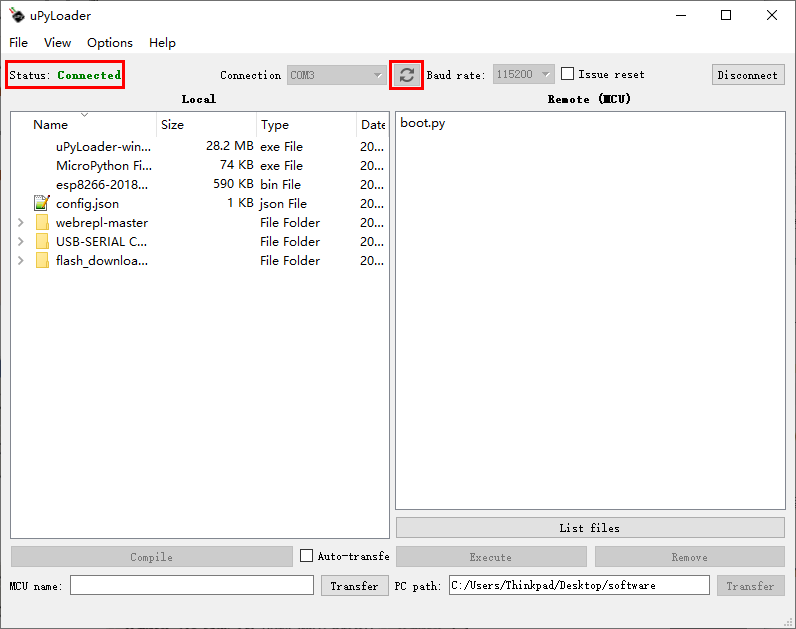 uPyLoader
File View Options Help
Status: Connected Connection COM3 Baud rate: 115200 Issue reset Disconnect
Local Remote (MCU)
Name Size Type Date
boot.py
uPyLoader-win... 28.2 MB exe File 20...
MicroPython Fi... 74 KB exe File 20...
esp8266-2018... 590 KB bin File 20...
config.json 1 KB json File 20...
webrepl-master File Folder 20...
USB-SERIAL C... File Folder 20...
flash_downloa... File Folder 20...
List files
Compile Auto-transfe Execute Remove
MCU name: Transfer PC path: C:/Users/Thinkpad/Desktop/software Transfer